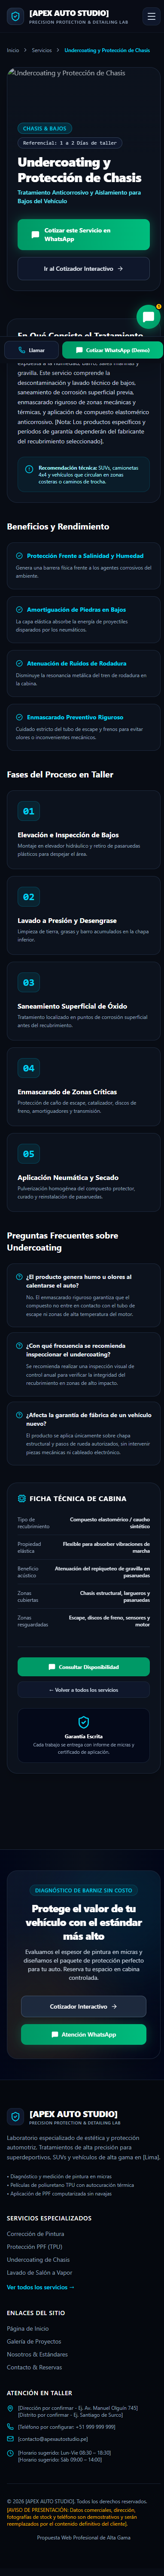 [APEX AUTO STUDIO]
PRECISION PROTECTION & DETAILING LAB
Inicio > Servicios > Undercoating y Protección de Chasis
Undercoating y Protección de Chasis
CHASIS & BAJOS
Referencial: 1 a 2 Días de taller
Undercoating y
Protección de Chasis
Tratamiento Anticorrosivo y Aislamiento para
Bajos del Vehículo
Cotizar este Servicio en
WhatsApp
Ir al Cotizador Interactivo →
1
En Qué Consiste el Tratamiento
Llamar
Cotizar WhatsApp (Demo)
expuesta a la humedad, barro, sales marinas y
gravilla. Este servicio comprende la
descontaminación y lavado técnico de bajos,
saneamiento de corrosión superficial previa,
enmascarado riguroso de zonas mecánicas y
térmicas, y aplicación de compuesto elastomérico
anticorrosivo. [Nota: Los productos específicos y el
período de garantía dependerán del fabricante
del recubrimiento seleccionado].
Recomendación técnica: SUVs, camionetas
4x4 y vehículos que circulan en zonas
costeras o caminos de trocha.
Beneficios y Rendimiento
Protección Frente a Salinidad y Humedad
Genera una barrera física frente a los agentes corrosivos del
ambiente.
Amortiguación de Piedras en Bajos
La capa elástica absorbe la energía de proyectiles
disparados por los neumáticos.
Atenuación de Ruidos de Rodadura
Disminuye la resonancia metálica del tren de rodadura en
la cabina.
Enmascarado Preventivo Riguroso
Cuidado estricto del tubo de escape y frenos para evitar
olores o inconvenientes mecánicos.
Fases del Proceso en Taller
01
Elevación e Inspección de Bajos
Montaje en elevador hidráulico y retiro de pasaruedas
plásticos para despejar el área.
02
Lavado a Presión y Desengrase
Limpieza de tierra, grasas y barro acumulados en la chapa
inferior.
03
Saneamiento Superficial de Óxido
Tratamiento localizado en puntos de corrosión superficial
antes del recubrimiento.
04
Enmascarado de Zonas Críticas
Protección de línea de escape, catalizador, discos de
freno, amortiguadores y transmisión.
05
Aplicación Neumática y Secado
Pulverización homogénea del compuesto protector,
curado y reinstalación de pasaruedas.
Preguntas Frecuentes sobre
Undercoating
¿El producto genera humo u olores al
calentarse el auto?
No. El enmascarado riguroso garantiza que el
compuesto no entre en contacto con el tubo de
escape ni zonas de alta temperatura del motor.
¿Con qué frecuencia se recomienda
inspeccionar el undercoating?
Se recomienda realizar una inspección visual de
control anual para verificar la integridad del
recubrimiento en zonas de alto impacto.
¿Afecta la garantía de fábrica de un vehículo
nuevo?
El producto se aplica únicamente sobre chapa
estructural y pasos de rueda autorizados, sin intervenir
piezas mecánicas ni cableado electrónico.
FICHA TÉCNICA DE CABINA
Tipo de recubrimiento
Compuesto elastomérico / caucho sintético
Propiedad elástica
Flexible para absorber vibraciones de marcha
Beneficio acústico
Atenuación del repiqueteo de gravilla en pasaruedas
Zonas cubiertas
Chasis estructural, largueros y pasaruedas
Zonas resguardadas
Escape, discos de freno, sensores y motor
Consultar Disponibilidad
← Volver a todos los servicios
Garantía Escrita
Cada trabajo se entrega con informe de micras y
certificado de aplicación.
DIAGNÓSTICO DE BARNIZ SIN COSTO
Protege el valor de tu
vehículo con el estándar
más alto
Evaluamos el espesor de pintura en micras y
diseñamos el paquete de protección perfecto
para tu auto. Reserva tu espacio en cabina
controlada.
Cotizador Interactivo →
Atención WhatsApp
[APEX AUTO STUDIO]
PRECISION PROTECTION & DETAILING LAB
Laboratorio especializado de estética y protección
automotriz. Tratamientos de alta precisión para
superdeportivos, SUVs y vehículos de alta gama en [Lima].
• Diagnóstico y medición de pintura en micras
• Películas de poliuretano TPU con autocuración térmica
• Aplicación de PPF computarizada sin navajas
SERVICIOS ESPECIALIZADOS
Corrección de Pintura
Protección PPF (TPU)
Undercoating de Chasis
Lavado de Salón a Vapor
Ver todos los servicios →
ENLACES DEL SITIO
Página de Inicio
Galería de Proyectos
Nosotros & Estándares
Contacto & Reservas
ATENCIÓN EN TALLER
[Dirección por confirmar - Ej. Av. Manuel Olguín 745]
[Distrito por confirmar - Ej. Santiago de Surco]
[Teléfono por configurar: +51 999 999 999]
[contacto@apexautostudio.pe]
[Horario sugerido: Lun-Vie 08:30 – 18:30]
[Horario sugerido: Sáb 09:00 – 14:00]
© 2026 [APEX AUTO STUDIO]. Todos los derechos reservados.
[AVISO DE PRESENTACIÓN: Datos comerciales, dirección,
fotografías de stock y teléfono son demostrativos y serán
reemplazados por el contenido definitivo del cliente].
Propuesta Web Profesional de Alta Gama